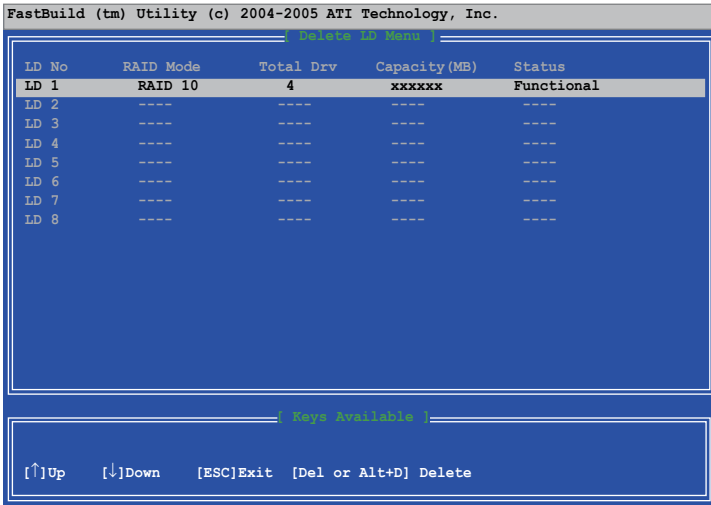 FastBuild (tm) Utility (c) 2004-2005 ATI Technology, Inc.
[ Delete LD Menu ]
LD No RAID Mode Total Drv Capacity(MB) Status
LD 1 RAID 10 4 xxxxxx Functional
LD 2 ---- ---- ---- ----
LD 3 ---- ---- ---- ----
LD 4 ---- ---- ---- ----
LD 5 ---- ---- ---- ----
LD 6 ---- ---- ---- ----
LD 7 ---- ---- ---- ----
LD 8 ---- ---- ---- ----
[ Keys Available ]
[↑]Up [↓]Down [ESC]Exit [Del or Alt+D] Delete